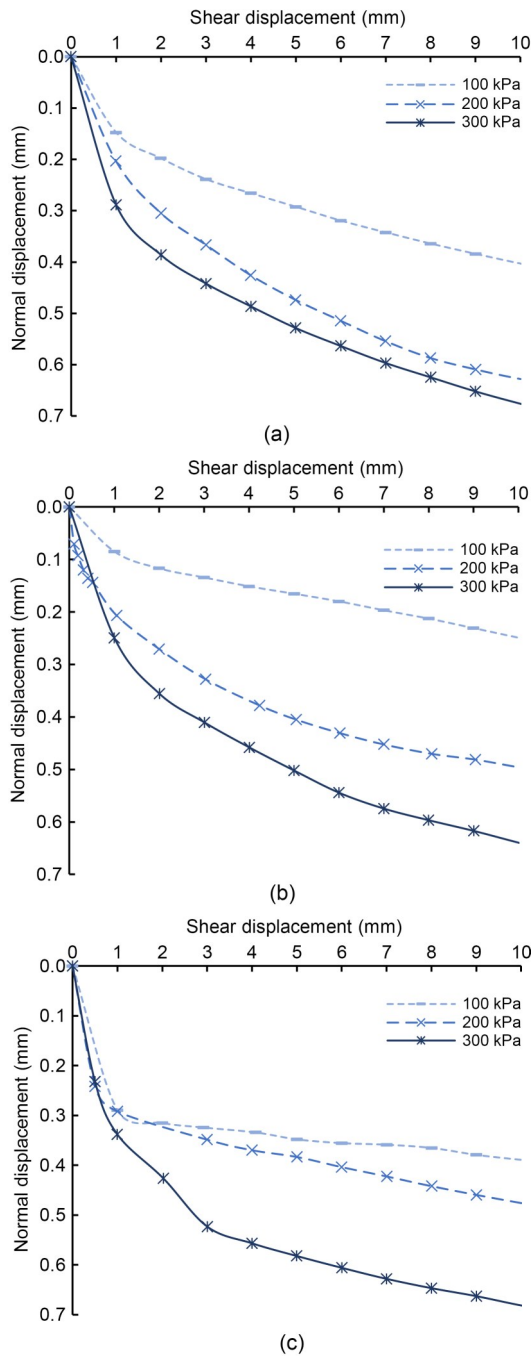 Shear displacement (mm)
0 1 2 3 4 5 6 7 8 9 10
0.0
0.1
0.2
0.3
0.4
0.5
0.6
0.7
Normal displacement (mm)
100 kPa
200 kPa
300 kPa
(a)
Shear displacement (mm)
0 1 2 3 4 5 6 7 8 9 10
0.0
0.1
0.2
0.3
0.4
0.5
0.6
0.7
Normal displacement (mm)
100 kPa
200 kPa
300 kPa
(b)
Shear displacement (mm)
0 1 2 3 4 5 6 7 8 9 10
0.0
0.1
0.2
0.3
0.4
0.5
0.6
0.7
Normal displacement (mm)
100 kPa
200 kPa
300 kPa
(c)